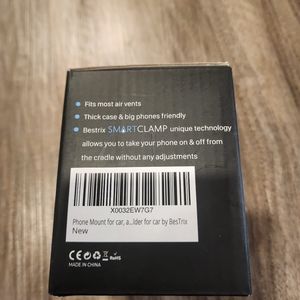 Fits most air vents
Thick case & big phones friendly
Bestrix SMARTCLAMP unique technology
allows you to take your phone on & off from
the cradle without any adjustments
X0032EW7G7
Phone Mount for car, a...lder for car by BesTrix
New
CE RoHS
MADE IN CHINA